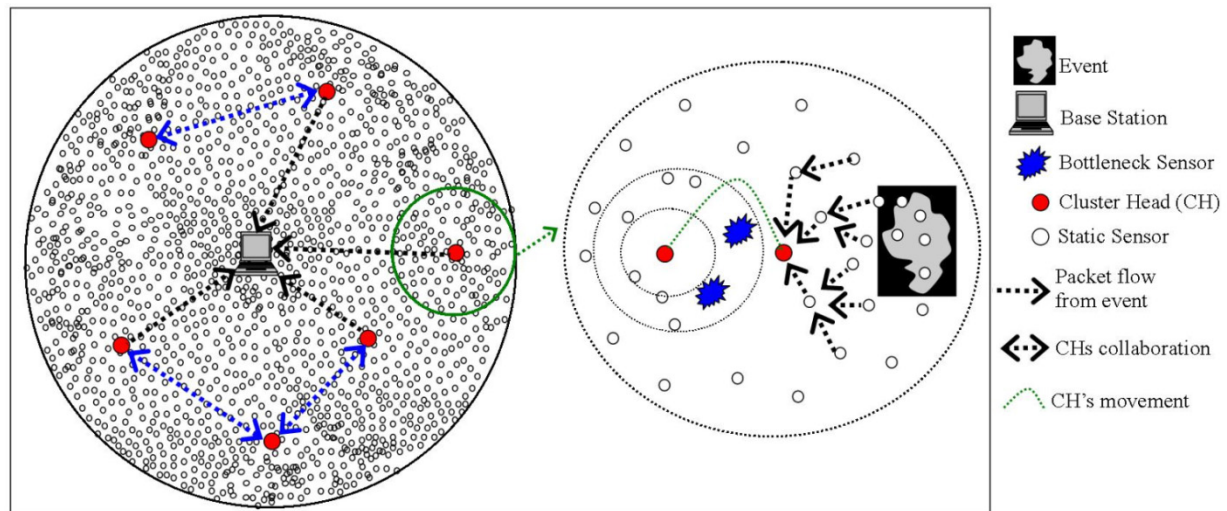 Event
Base Station
Bottleneck Sensor
Cluster Head (CH)
Static Sensor
Packet flow
from event
CHs collaboration
CH's movement